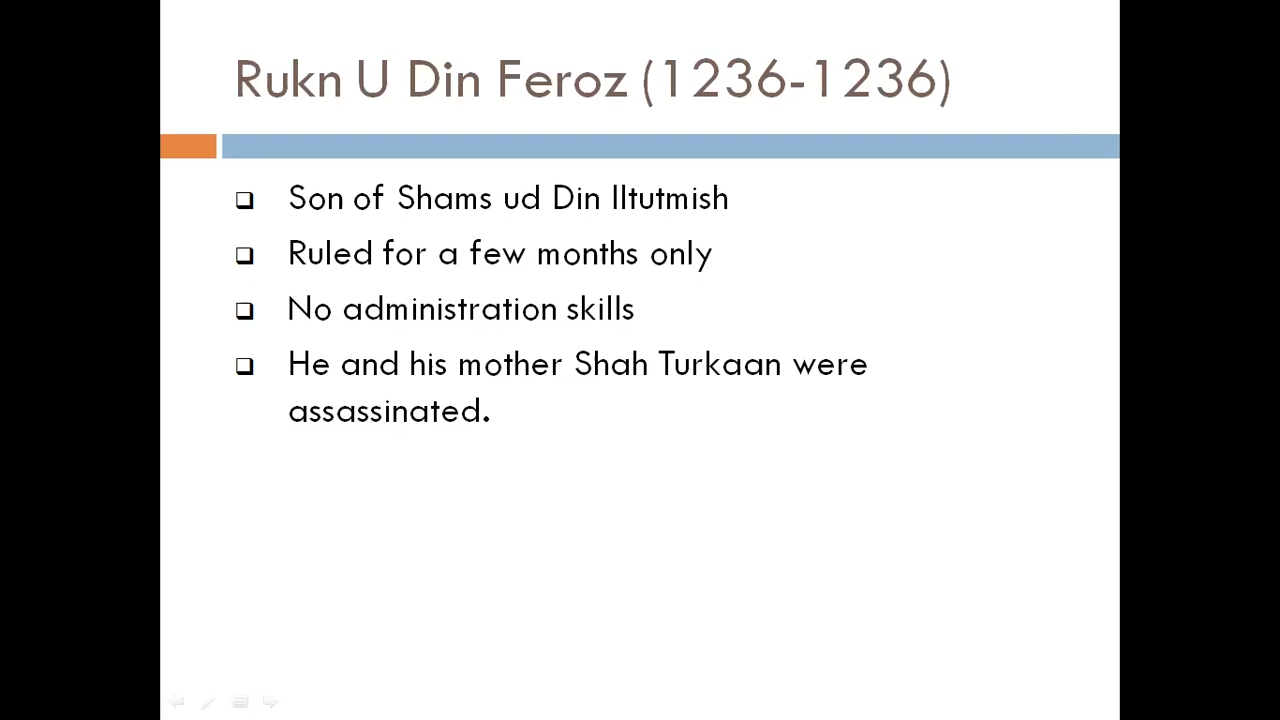 Rukn U Din Feroz (1236-1236)
Son of Shams ud Din Iltutmish
Ruled for a few months only
No administration skills
He and his mother Shah Turkaan were
assassinated.